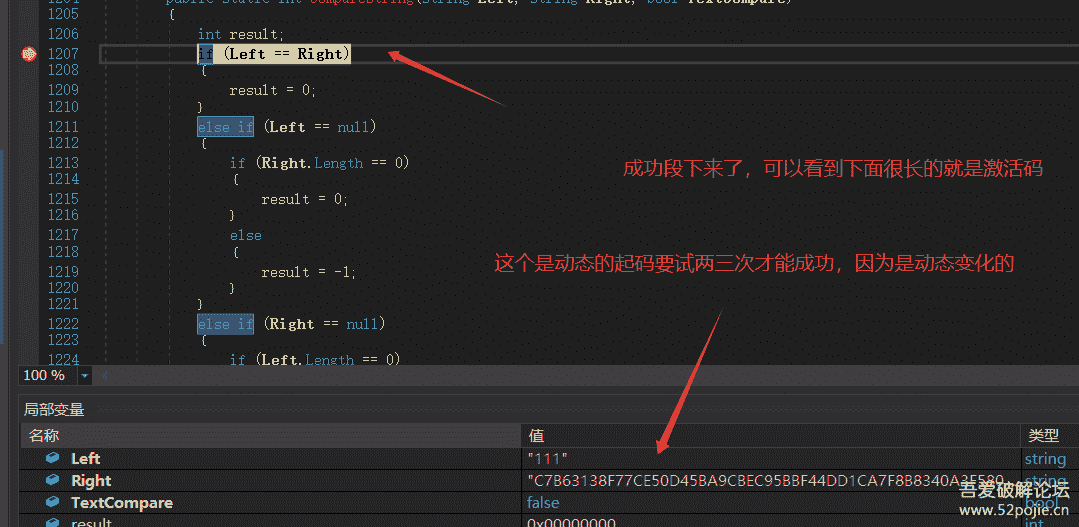 1204 public static int CompareString(string Left, string Right, bool TextCompare)
1205 {
1206 int result;
1207 if (Left == Right)
1208 {
1209 result = 0;
1210 }
1211 else if (Left == null)
1212 {
1213 if (Right.Length == 0)
1214 {
成功段下来了，可以看到下面很长的就是激活码
1215 result = 0;
1216 }
1217 else
1218 {
这个是动态的起码要试两三次才能成功，因为是动态变化的
1219 result = -1;
1220 }
1221 }
1222 else if (Right == null)
1223 {
1224 if (Left.Length == 0)
100 %
局部变量
名称 值 类型
Left "111" string
Right "C7B63138F77CE50D45BA9CBEC95BBF44DD1CA7F8B8340A3F580 string
吾爱破解论坛
TextCompare false bool
www.52pojie.cn
result 0x00000000 int